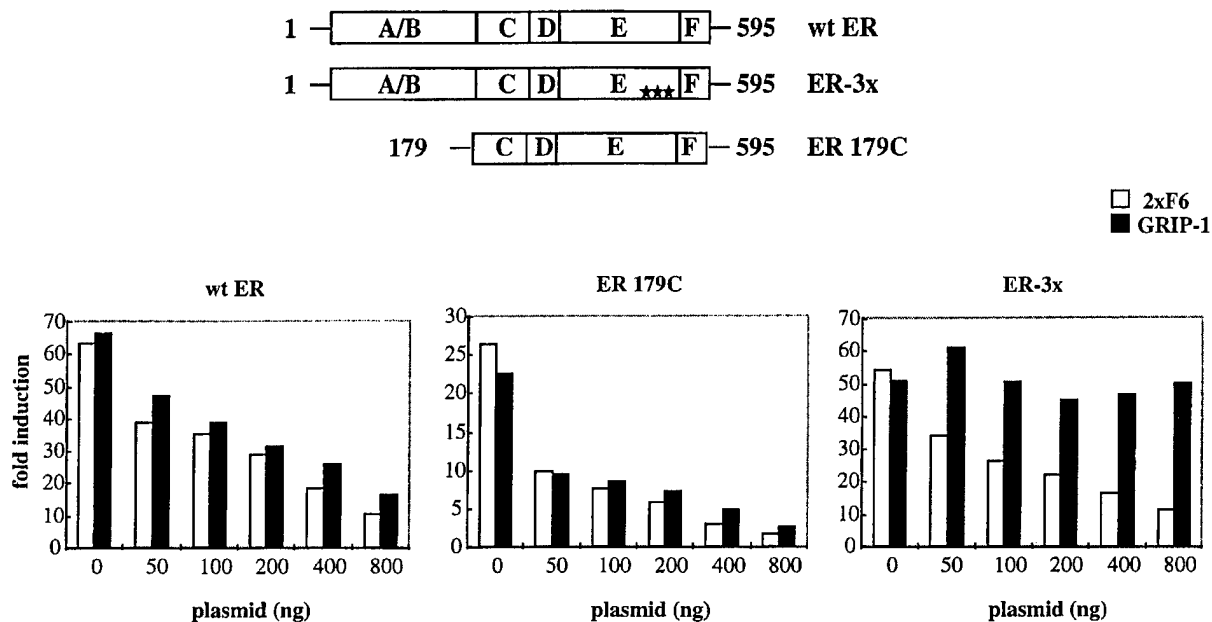 1 A/B C D E F 595 wt ER
1 A/B C D E ★★★ F 595 ER-3x
179 C D E F 595 ER 179C
2xF6
GRIP-1
wt ER
ER 179C
ER-3x
fold induction
70
60
50
40
30
20
10
0
0 50 100 200 400 800
plasmid (ng)
30
25
20
15
10
5
0
0 50 100 200 400 800
plasmid (ng)
70
60
50
40
30
20
10
0
0 50 100 200 400 800
plasmid (ng)